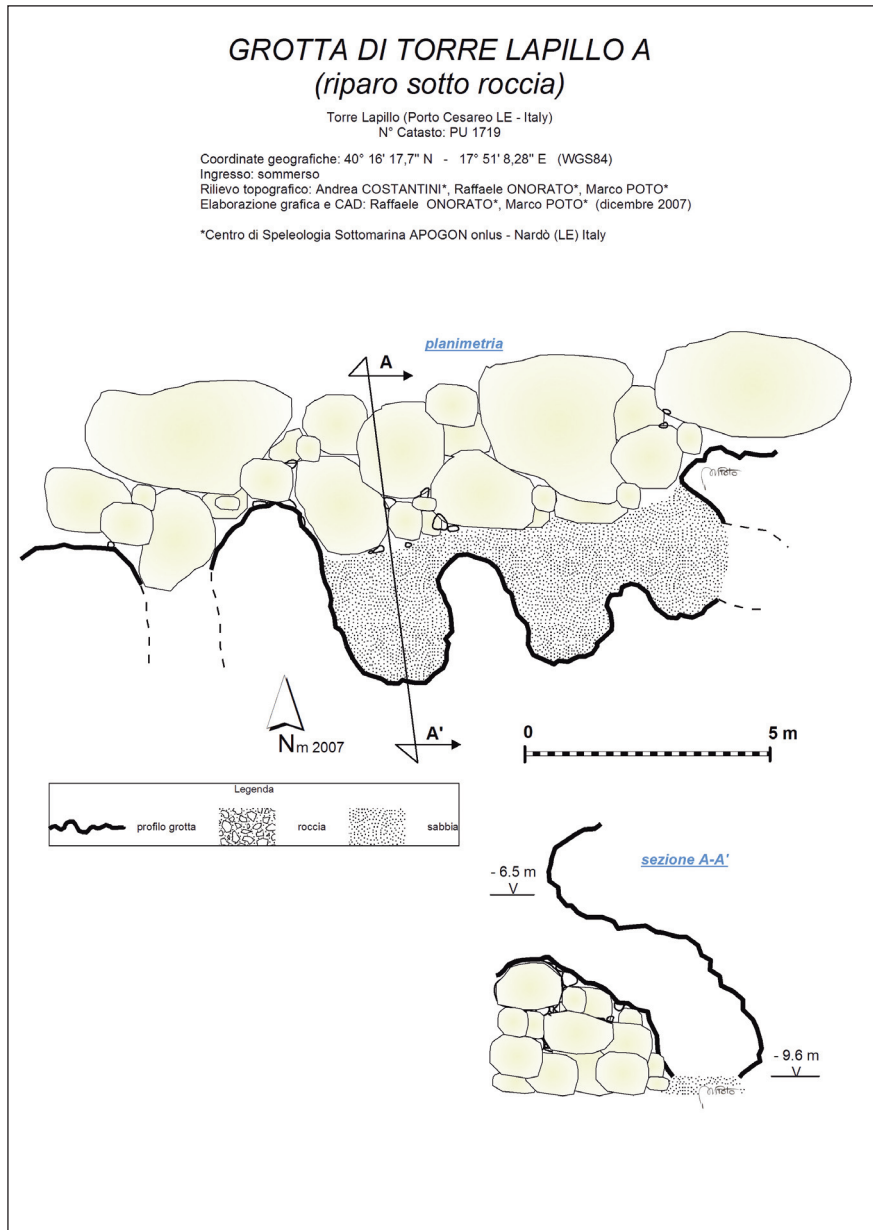 GROTTA DI TORRE LAPILLO A
(riparo sotto roccia)
Torre Lapillo (Porto Cesareo LE - Italy)
N° Catasto: PU 1719
Coordinate geografiche: 40° 16' 17,7" N - 17° 51' 8,28" E (WGS84)
Ingresso: sommerso
Rilievo topografico: Andrea COSTANTINI*, Raffaele ONORATO*, Marco POTO*
Elaborazione grafica e CAD: Raffaele ONORATO*, Marco POTO* (dicembre 2007)
*Centro di Speleologia Sottomarina APOGON onlus - Nardò (LE) Italy
planimetria
A
A'
Nm 2007
0 5 m
Legenda
profilo grotta roccia sabbia
sezione A-A'
- 6.5 m
V
- 9.6 m
V